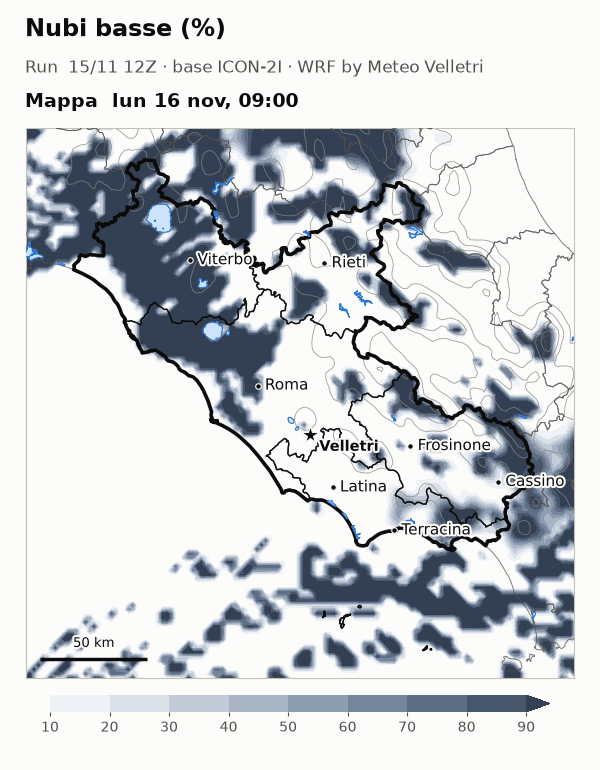 Nubi basse (%)
Run  15/11 12Z · base ICON-2I · WRF by Meteo Velletri
Mappa  lun 16 nov, 09:00
Viterbo
Rieti
Roma
Velletri
Frosinone
Latina
Cassino
Terracina
50 km
10 20 30 40 50 60 70 80 90